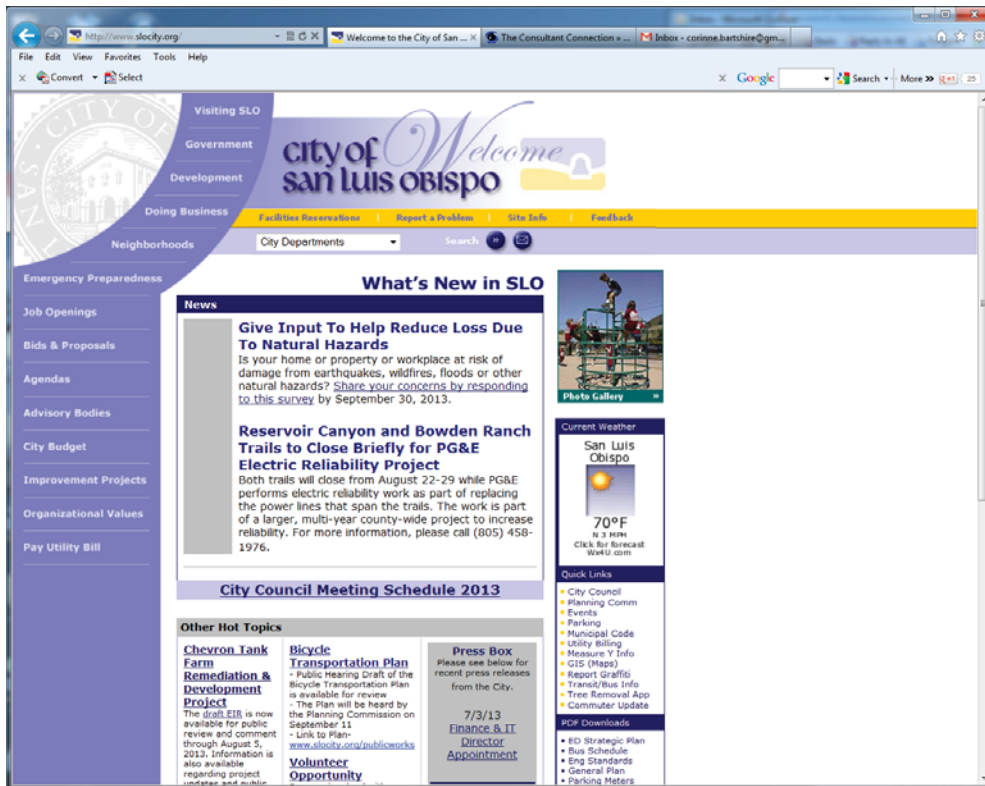 http://www.slocity.org/
Welcome to the City of San ...
The Consultant Connection » ...
Inbox - corinne.bartshire@gm...
File Edit View Favorites Tools Help
Convert
Select
Google
Search
More »
25
CITY OF
SAN LUIS
Visiting SLO
Government
Development
Doing Business
Neighborhoods
Emergency Preparedness
Job Openings
Bids & Proposals
Agendas
Advisory Bodies
City Budget
Improvement Projects
Organizational Values
Pay Utility Bill
Welcome
city of
san luis obispo
Facilities Reservations | Report a Problem | Site Info | Feedback
City Departments
Search
What's New in SLO
News
Give Input To Help Reduce Loss Due
To Natural Hazards
Is your home or property or workplace at risk of
damage from earthquakes, wildfires, floods or other
natural hazards? Share your concerns by responding
to this survey by September 30, 2013.
Reservoir Canyon and Bowden Ranch
Trails to Close Briefly for PG&E
Electric Reliability Project
Both trails will close from August 22-29 while PG&E
performs electric reliability work as part of replacing
the power lines that span the trails. The work is part
of a larger, multi-year county-wide project to increase
reliability. For more information, please call (805) 458-
1976.
City Council Meeting Schedule 2013
Other Hot Topics
Chevron Tank
Farm
Remediation &
Development
Project
The draft EIR is now
available for public
review and comment
through August 5,
2013. Information is
also available
regarding project
updates and public
Bicycle
Transportation Plan
- Public Hearing Draft of the
Bicycle Transportation Plan
is available for review
- The Plan will be heard by
the Planning Commission on
September 11
- Link to Plan-
www.slocity.org/publicworks
Volunteer
Opportunity
Press Box
Please see below for
recent press releases
from the City.
7/3/13
Finance & IT
Director
Appointment
Photo Gallery »
Current Weather
San Luis
Obispo
70°F
N 3 MPH
Click for forecast
Wx4U.com
Quick Links
City Council
Planning Comm
Events
Parking
Municipal Code
Utility Billing
Measure Y Info
GIS (Maps)
Report Graffiti
Transit/Bus Info
Tree Removal App
Commuter Update
PDF Downloads
• ED Strategic Plan
• Bus Schedule
• Eng Standards
• General Plan
• Parking Meters